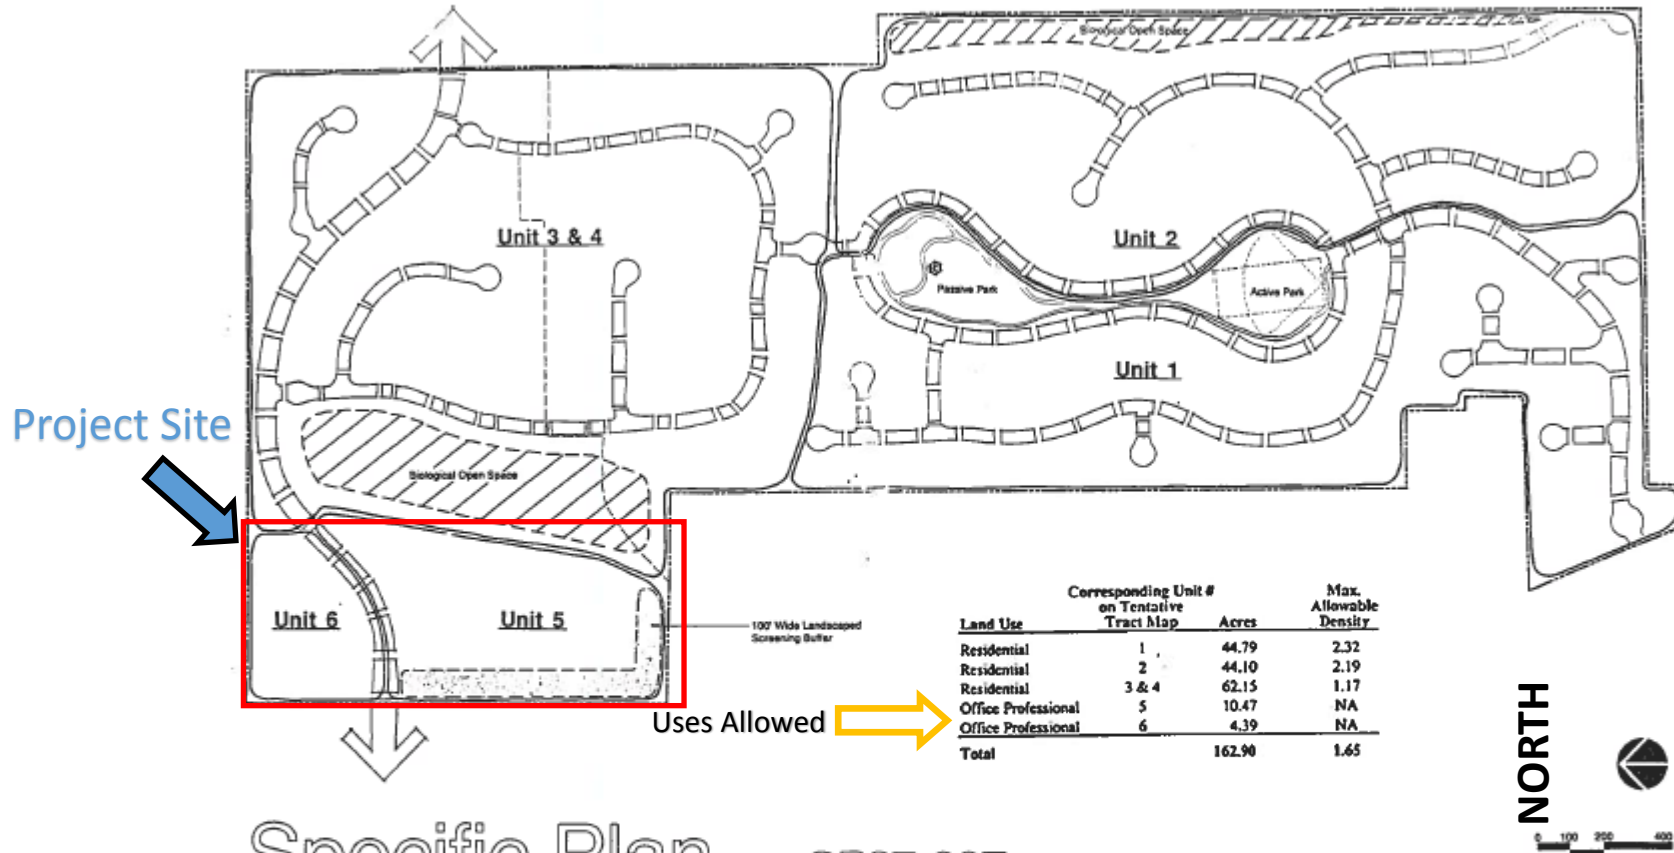 Biological Open Space
Unit 3 & 4
Unit 2
Passive Park
Active Park
Unit 1
Project Site
Biological Open Space
Unit 6
Unit 5
100' Wide Landscaped
Screening Buffer
Uses Allowed
Land Use
Corresponding Unit #
on Tentative
Tract Map
Acres
Max.
Allowable
Density
Residential 1 44.79 2.32
Residential 2 44.10 2.19
Residential 3 & 4 62.15 1.17
Office Professional 5 10.47 NA
Office Professional 6 4.39 NA
Total 162.90 1.65
NORTH
0 100 200 400
Specific Plan